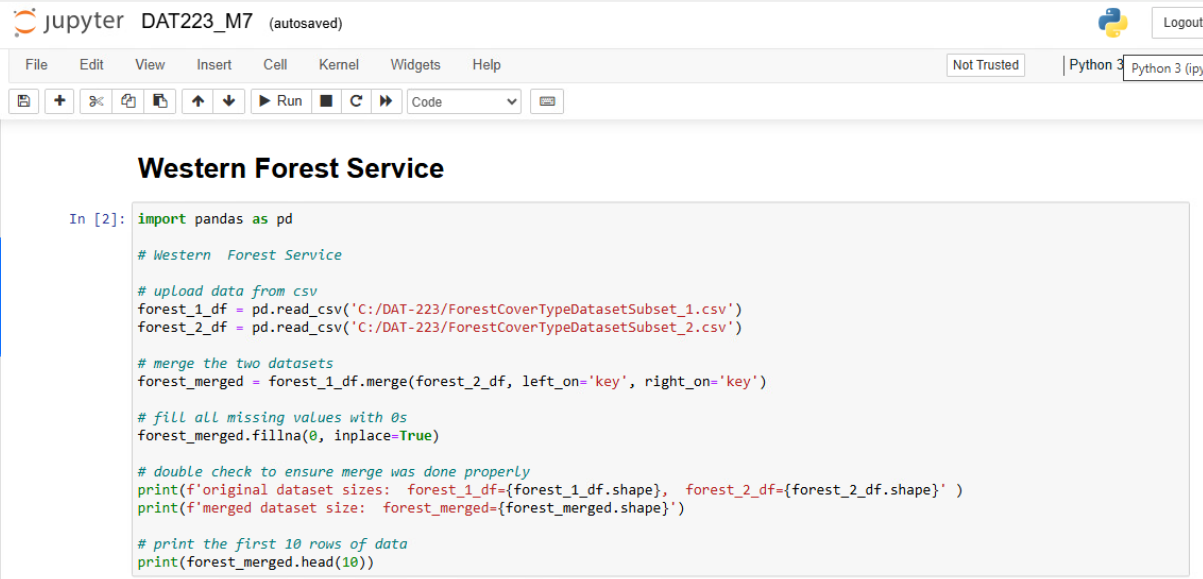 jupyter DAT223_M7 (autosaved)
Logout
File Edit View Insert Cell Kernel Widgets Help
Not Trusted
Python 3
Python 3 (ipy
Run
Code
Western Forest Service
In [2]:
import pandas as pd
# Western  Forest Service
# upload data from csv
forest_1_df = pd.read_csv('C:/DAT-223/ForestCoverTypeDatasetSubset_1.csv')
forest_2_df = pd.read_csv('C:/DAT-223/ForestCoverTypeDatasetSubset_2.csv')
# merge the two datasets
forest_merged = forest_1_df.merge(forest_2_df, left_on='key', right_on='key')
# fill all missing values with 0s
forest_merged.fillna(0, inplace=True)
# double check to ensure merge was done properly
print(f'original dataset sizes:  forest_1_df={forest_1_df.shape},  forest_2_df={forest_2_df.shape}' )
print(f'merged dataset size:  forest_merged={forest_merged.shape}')
# print the first 10 rows of data
print(forest_merged.head(10))